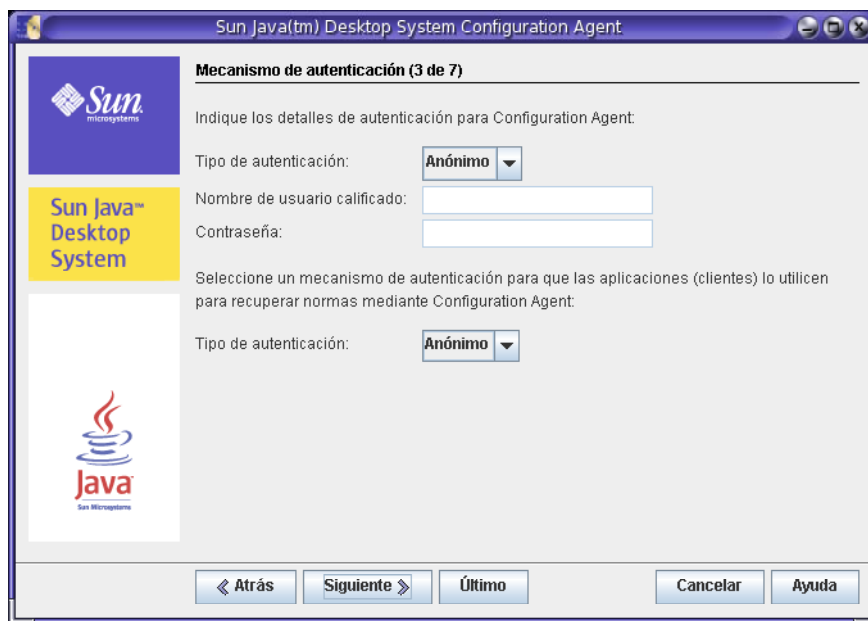 Sun Java(tm) Desktop System Configuration Agent
Sun
microsystems
Sun Java™
Desktop
System
Java
Sun Microsystems
Mecanismo de autenticación (3 de 7)
Indique los detalles de autenticación para Configuration Agent:
Tipo de autenticación: Anónimo
Nombre de usuario calificado:
Contraseña:
Seleccione un mecanismo de autenticación para que las aplicaciones (clientes) lo utilicen
para recuperar normas mediante Configuration Agent:
Tipo de autenticación: Anónimo
Atrás Siguiente Último Cancelar Ayuda